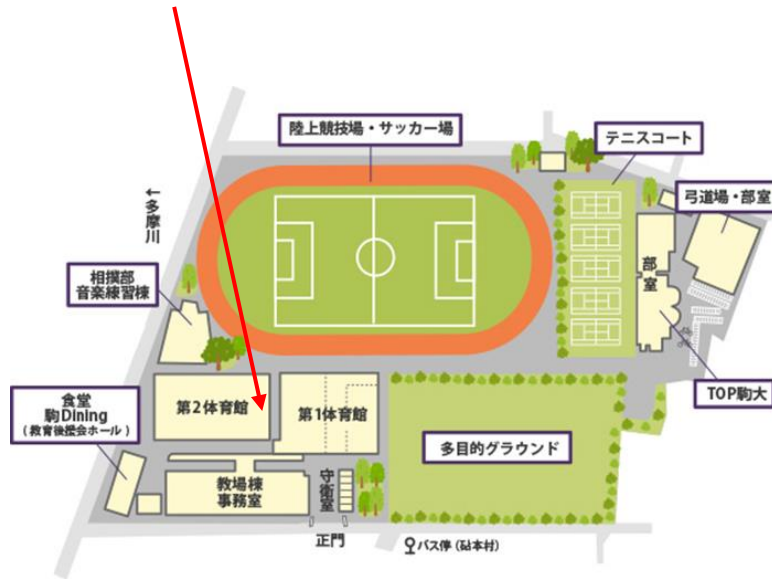 陸上競技場・サッカー場
テニスコート
弓道場・部室
←多摩川
相撲部
音楽練習棟
部室
TOP駒大
食堂
駒Dining
(教育後援会ホール)
第2体育館
第1体育館
多目的グラウンド
教場棟
事務室
守衛室
正門
バス停(砧本村)